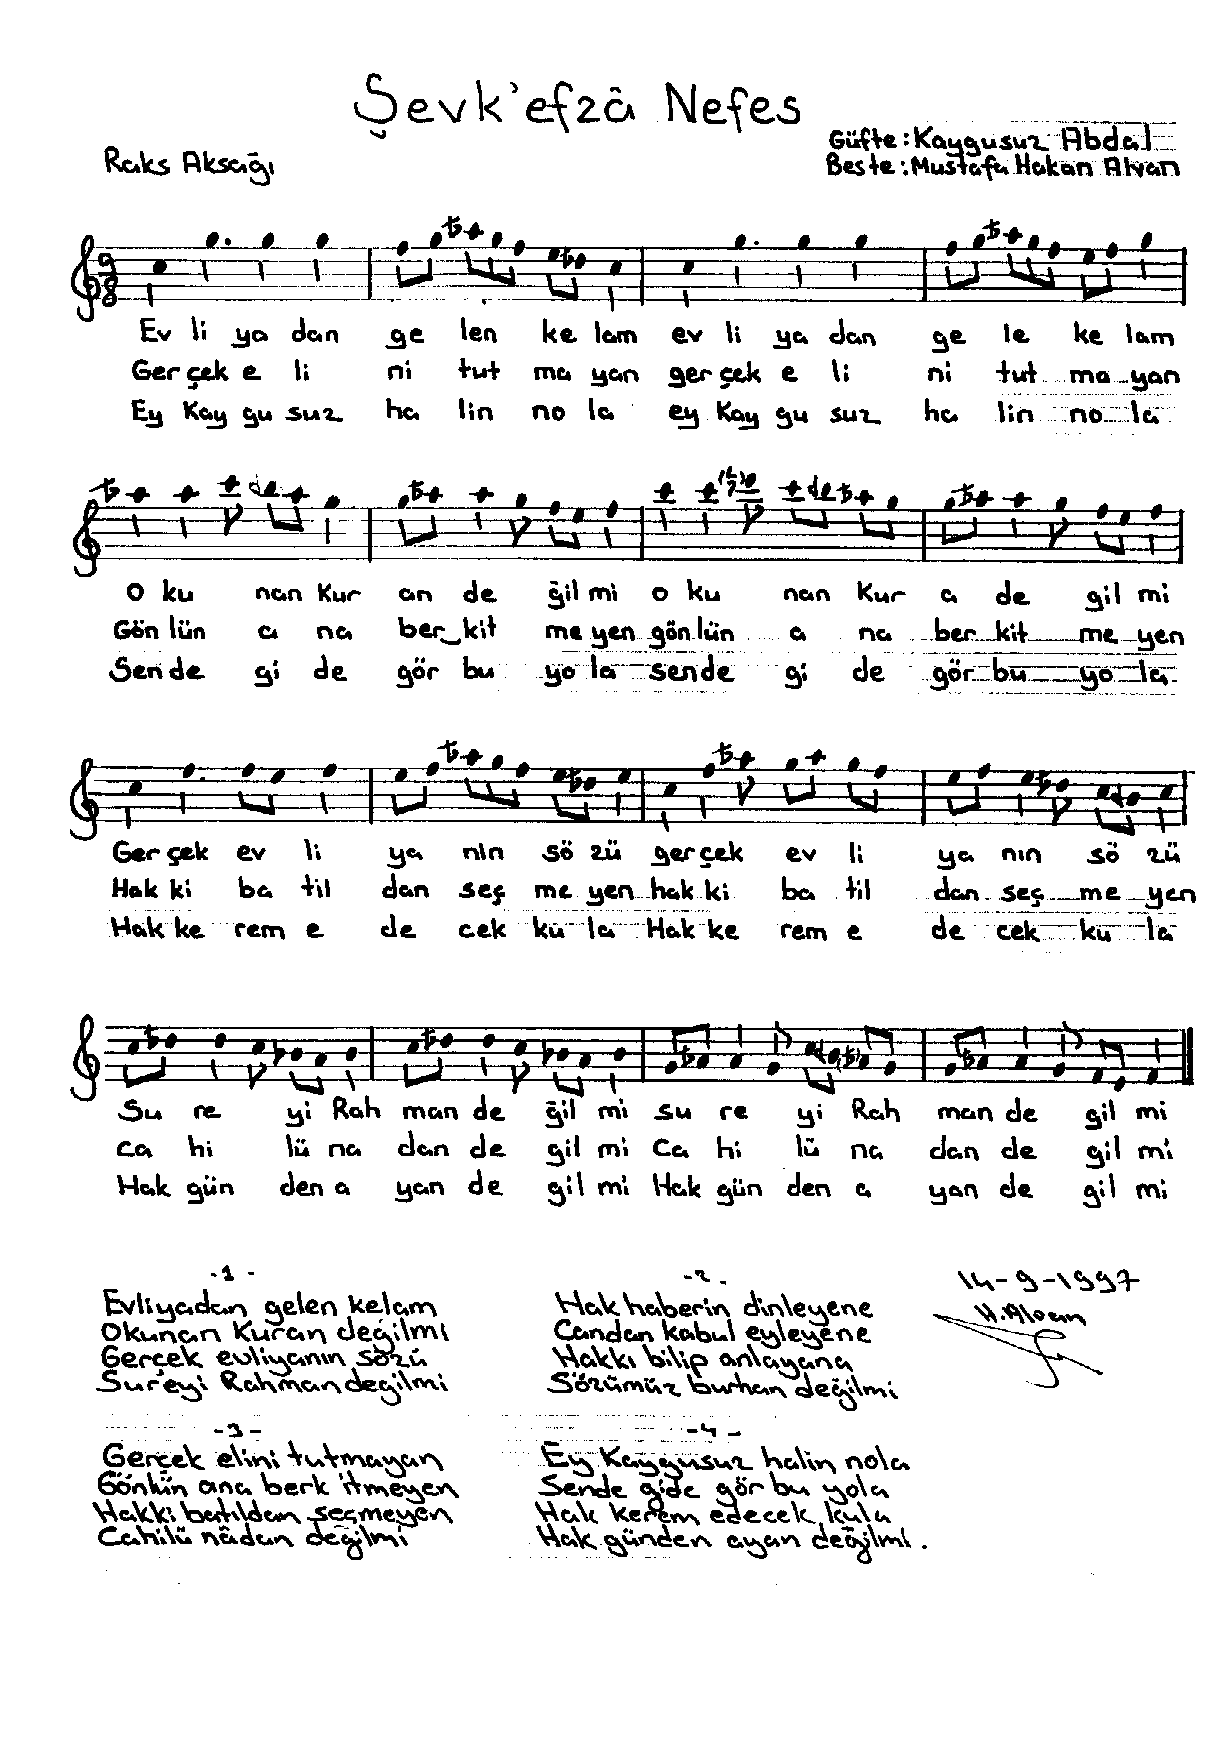 Şevk'efzâ Nefes
Raks Aksağı
Güfte: Kaygusuz Abdal
Beste: Mustafa Hakan Alvan
9
8
Ev li ya dan ge len ke lam ev li ya dan ge le ke lam
Ger çek e li ni tut ma yan ger çek e li ni tut ma yan
Ey Kay gu suz ha lin no la ey Kay gu suz ha lin no la
O ku nan Kur an de ğil mi o ku nan Kur a de gil mi
Gön lün a na ber_kit me yen gön lün a na ber kit me yen
Sen de gi de gör bu yo la sen de gi de gör bu yo la
Ger çek ev li ya nin sö zü ger çek ev li ya nın sö zü
Hak ki ba til dan seç me yen hak ki ba til dan seç me yen
Hak ke rem e de cek ku la Hak ke rem e de cek ku la
Su re yi Rah man de ğil mi su re yi Rah man de gil mi
ca hi lü na dan de gil mi Ca hi lü na dan de gil mi
Hak gün den a yan de gil mi Hak gün den a yan de gil mi
-1-
Evliyadan gelen kelam
Okunan Kuran değilmi
Gerçek evliyanın sözü
Sure'yi Rahman değilmi
-2-
Hak haberin dinleyene
Candan kabul eyleyene
Hakkı bilip anlayana
Sözümüz burhan değilmi
14-9-1997
H. Alvan
-3-
Gerçek elini tutmayan
Gönlün ana berk itmeyen
Hakki batıldan seçmeyen
Cahilü nâdan değilmi
-4-
Ey Kaygusuz halin nola
Sende gide gör bu yola
Hak kerem edecek kula
Hak günden ayan değilmi.